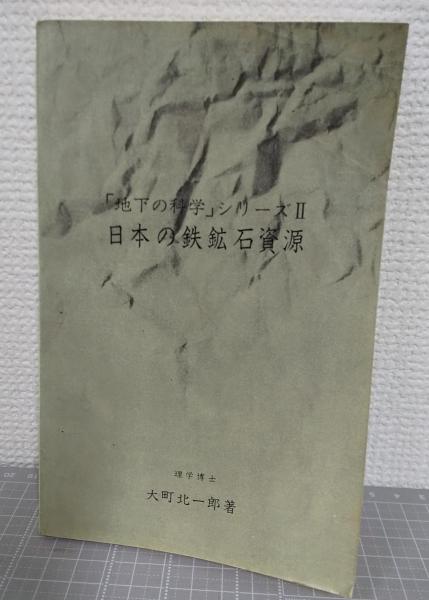 「地下の科学」シリーズⅡ
日本の鉄鉱石資源
理学博士
大町北一郎著